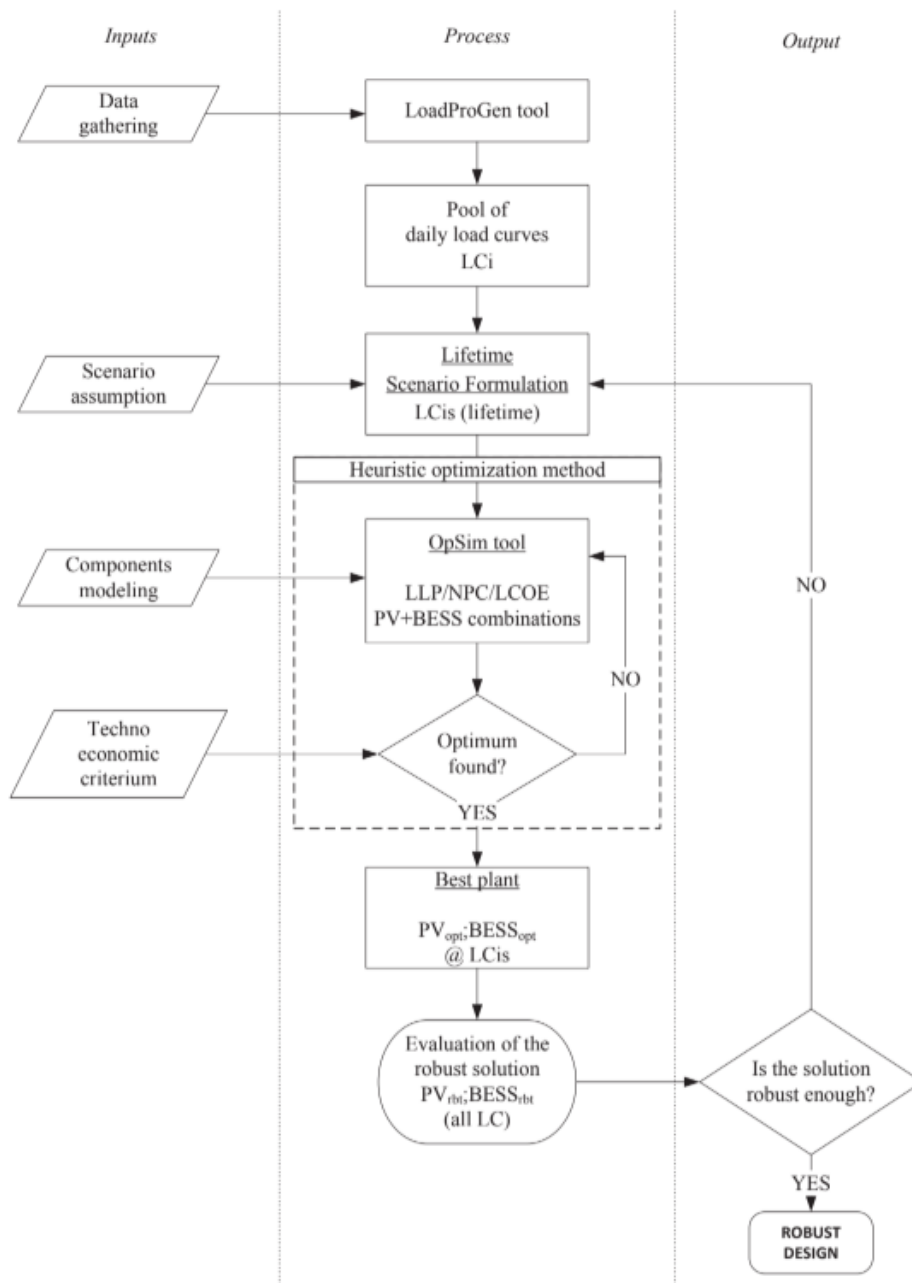 Inputs
Process
Output
Data
gathering
LoadProGen tool
Pool of
daily load curves
LCi
Scenario
assumption
Lifetime
Scenario Formulation
LCis (lifetime)
Heuristic optimization method
Components
modeling
OpSim tool
LLP/NPC/LCOE
PV+BESS combinations
NO
NO
Techno
economic
criterium
Optimum
found?
YES
Best plant
PVopt;BESSopt
@ LCis
Evaluation of the
robust solution
PVrbt;BESSrbt
(all LC)
Is the solution
robust enough?
YES
ROBUST
DESIGN